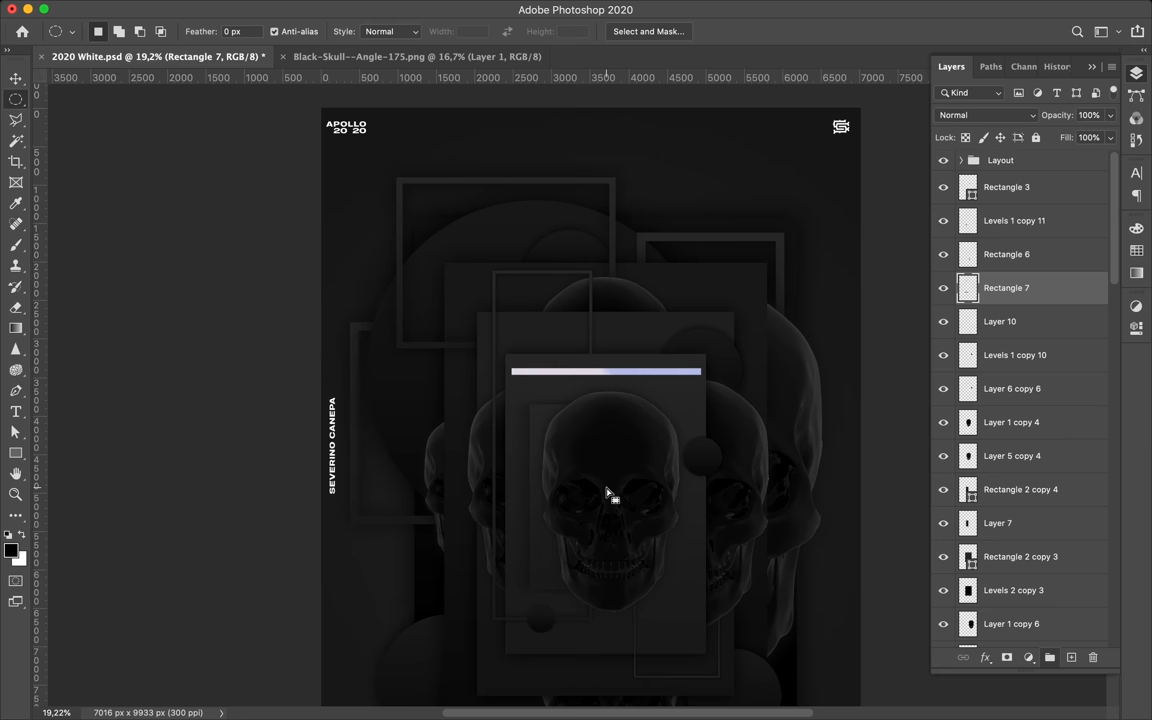 Adobe Photoshop 2020
Feather: 0 px Anti-alias Style: Normal Width: Height: Select and Mask...
2020 White.psd @ 19,2% (Rectangle 7, RGB/8) * Black-Skull--Angle-175.png @ 16,7% (Layer 1, RGB/8)
3500 3000 2500 2000 1500 1000 500 0 500 1000 1500 2000 2500 3000 3500 4000 4500 5000 5500 6000 6500 7000 7500
Layers Paths Chann Histor
Kind
Normal Opacity: 100%
Lock: Fill: 100%
Layout
Rectangle 3
Levels 1 copy 11
Rectangle 6
Rectangle 7
Layer 10
Levels 1 copy 10
Layer 6 copy 6
Layer 1 copy 4
Layer 5 copy 4
Rectangle 2 copy 4
Layer 7
Rectangle 2 copy 3
Levels 2 copy 3
Layer 1 copy 6
APOLLO
20 20
SEVERINO CANEPA
19,22% 7016 px x 9933 px (300 ppi)